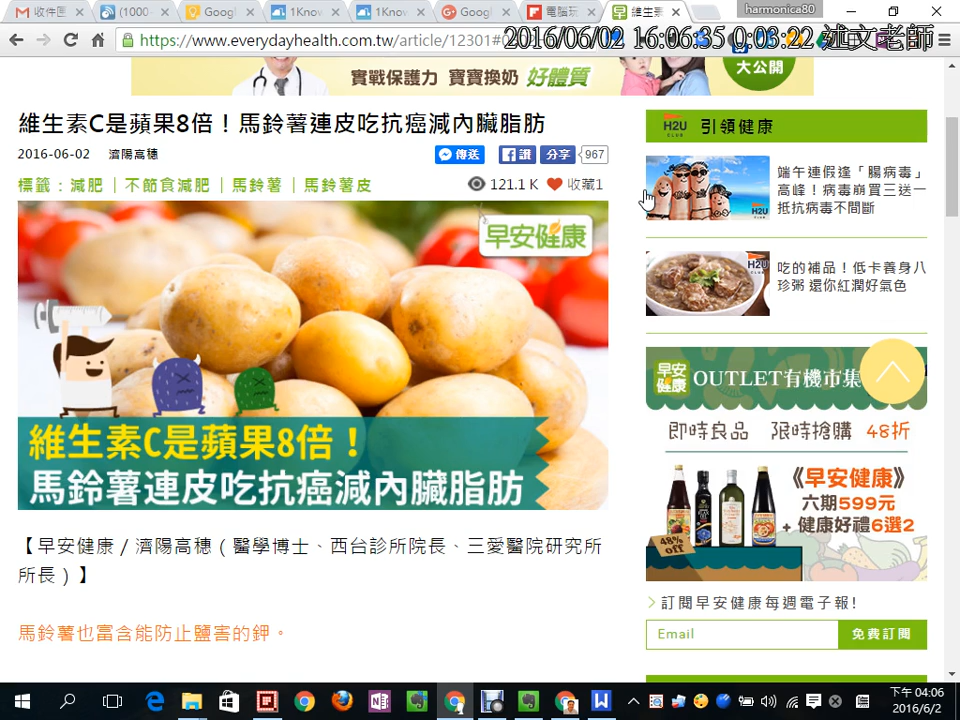 收件匣
(1000
Googl
1Know
1Know
Googl
電腦玩
維生素
harmonica80
https://www.everydayhealth.com.tw/article/12301#
2016/06/02 16:06:35 0:03:22 述文老師
實戰保護力 寶寶換奶 好體質
大公開
維生素C是蘋果8倍！馬鈴薯連皮吃抗癌減內臟脂肪
2016-06-02 濟陽高穗
傳送 讚 分享 967
標籤：減肥｜不節食減肥｜馬鈴薯｜馬鈴薯皮
121.1 K 收藏1
早安健康
維生素C是蘋果8倍！
馬鈴薯連皮吃抗癌減內臟脂肪
【早安健康／濟陽高穗（醫學博士、西台診所院長、三愛醫院研究所
所長）】
馬鈴薯也富含能防止鹽害的鉀。
H2U
CLUB
引領健康
端午連假逢「腸病毒」
高峰！病毒崩買三送一
抵抗病毒不間斷
H2U
CLUB
吃的補品！低卡養身八
珍粥 還你紅潤好氣色
H2U
CLUB
早安
健康
OUTLET有機市集
即時良品 限時搶購 48折
《早安健康》
六期599元
+ 健康好禮6選2
48%
off
訂閱早安健康每週電子報!
Email
免費訂閱
下午 04:06
2016/6/2